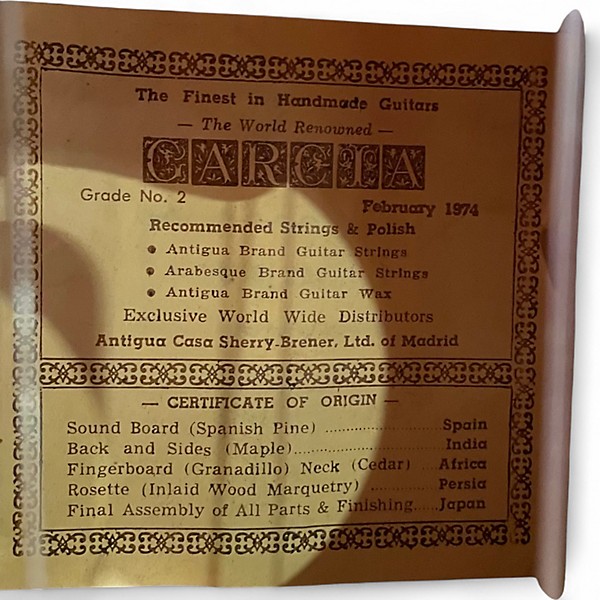 The Finest in Handmade Guitars
— The World Renowned —
GARCIA
Grade No. 2
February 1974
Recommended Strings & Polish
• Antigua Brand Guitar Strings
• Arabesque Brand Guitar Strings
• Antigua Brand Guitar Wax
Exclusive World Wide Distributors
Antigua Casa Sherry-Brener, Ltd. of Madrid
— CERTIFICATE OF ORIGIN —
Sound Board (Spanish Pine) ........................ Spain
Back and Sides (Maple)............................ India
Fingerboard (Granadillo) Neck (Cedar) ... Africa
Rosette (Inlaid Wood Marquetry) ............. Persia
Final Assembly of All Parts & Finishing.....Japan